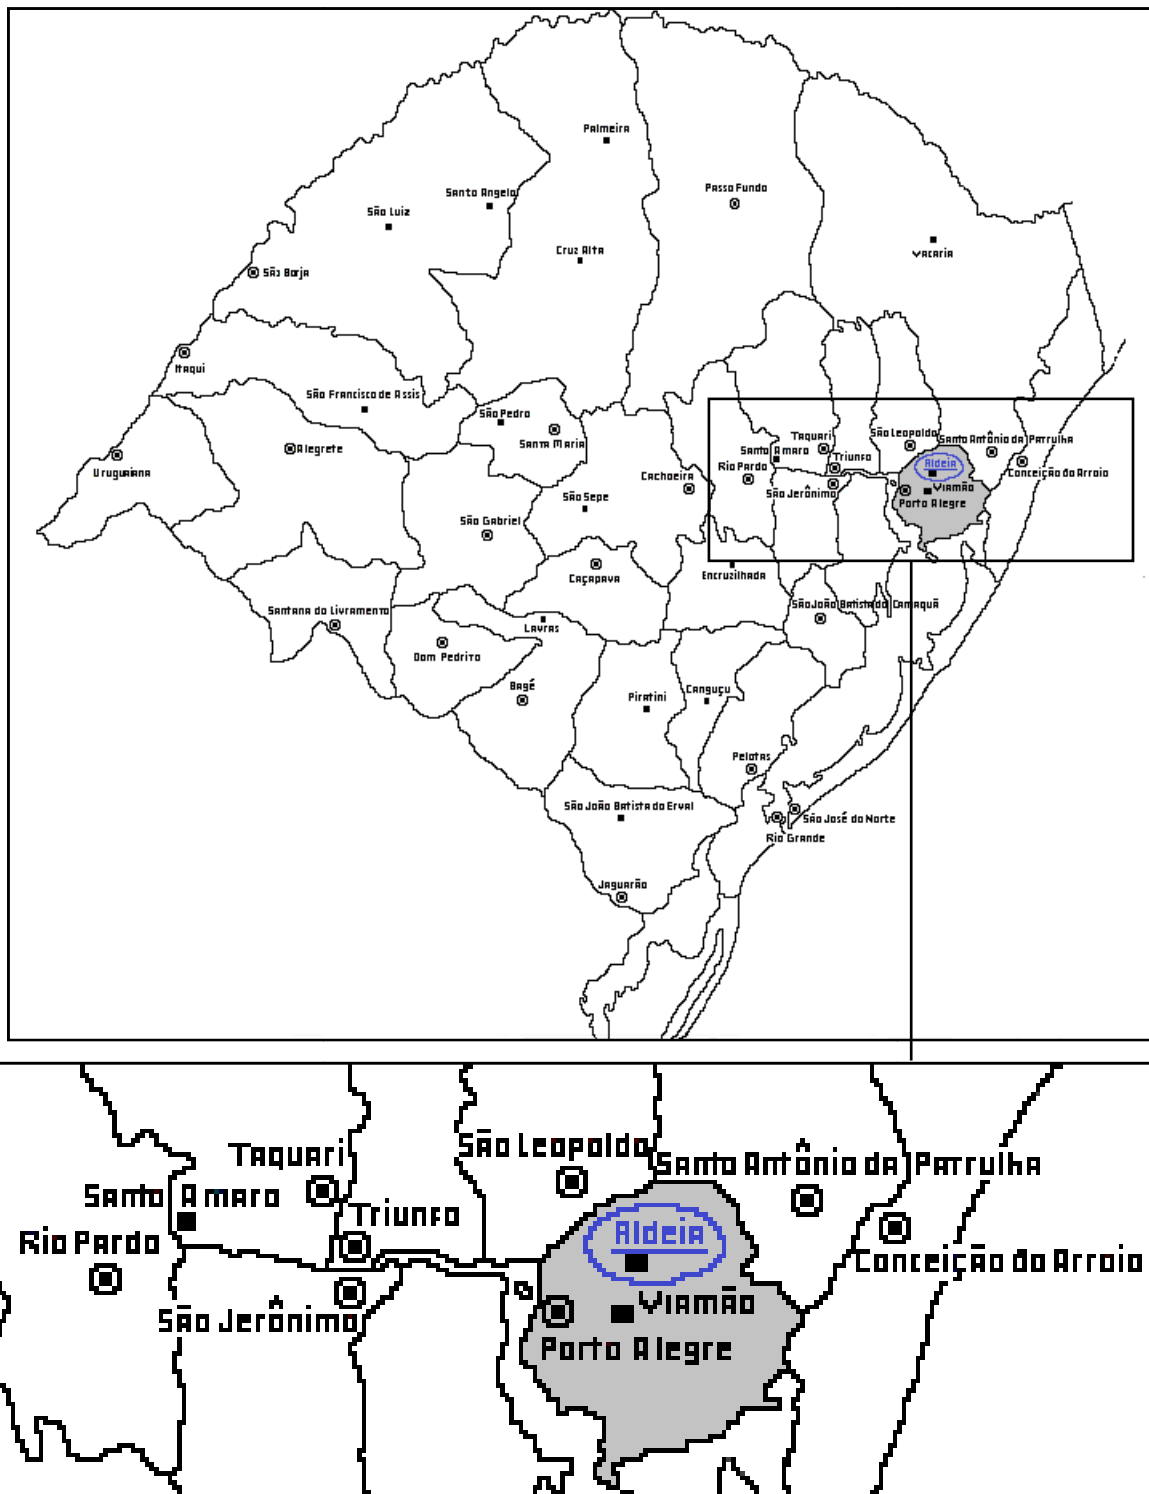 Palmeira
Passo Fundo
Santo Angelo
São Luiz
Cruz Alta
Vacaria
São Borja
Itaqui
São Francisco de Assis
São Pedro
Santa Maria
Alegrete
Uruguaiana
Taquari
São Leopoldo
Santo Antônio da Patrulha
Santo Amaro
Triunfo
Aldeia
Rio Pardo
Cachoeira
Conceição do Arroio
São Jerônimo
Viamão
Porto Alegre
São Sepe
São Gabriel
Caçapava
Encruzilhada
Santana do Livramento
São João Batista do Camaquã
Lavras
Dom Pedrito
Bagé
Piratini
Canguçu
Pelotas
São João Batista do Erval
São José do Norte
Rio Grande
Jaguarão
Taquari
São Leopoldo
Santo Antônio da Patrulha
Santo Amaro
Triunfo
Aldeia
Rio Pardo
Conceição do Arroio
São Jerônimo
Viamão
Porto Alegre